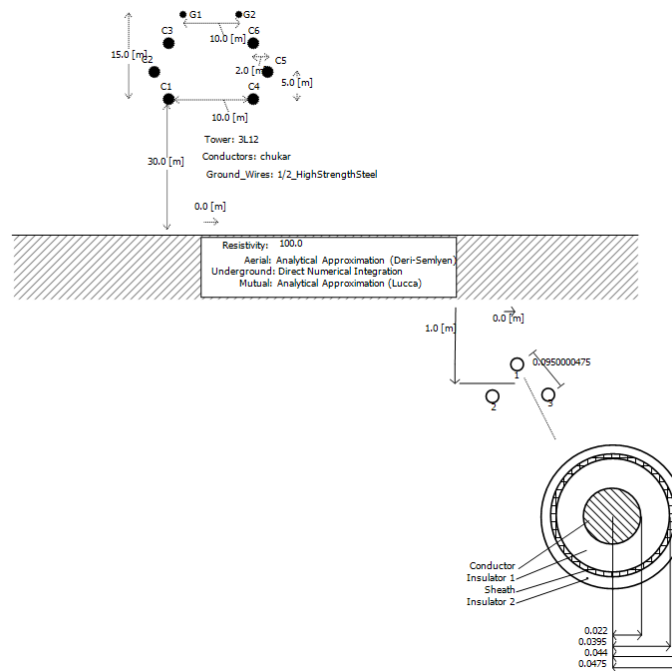 G1
G2
C3
10.0 [m]
C6
15.0 [m]
C2
C5
2.0 [m]
5.0 [m]
C1
C4
10.0 [m]
Tower: 3L12
30.0 [m]
Conductors: chukar
Ground_Wires: 1/2_HighStrengthSteel
0.0 [m]
Resistivity: 100.0
Aerial: Analytical Approximation (Deri-Semlyen)
Underground: Direct Numerical Integration
Mutual: Analytical Approximation (Lucca)
0.0 [m]
1.0 [m]
0.0950000475
1
2
3
Conductor
Insulator 1
Sheath
Insulator 2
0.022
0.0395
0.044
0.0475